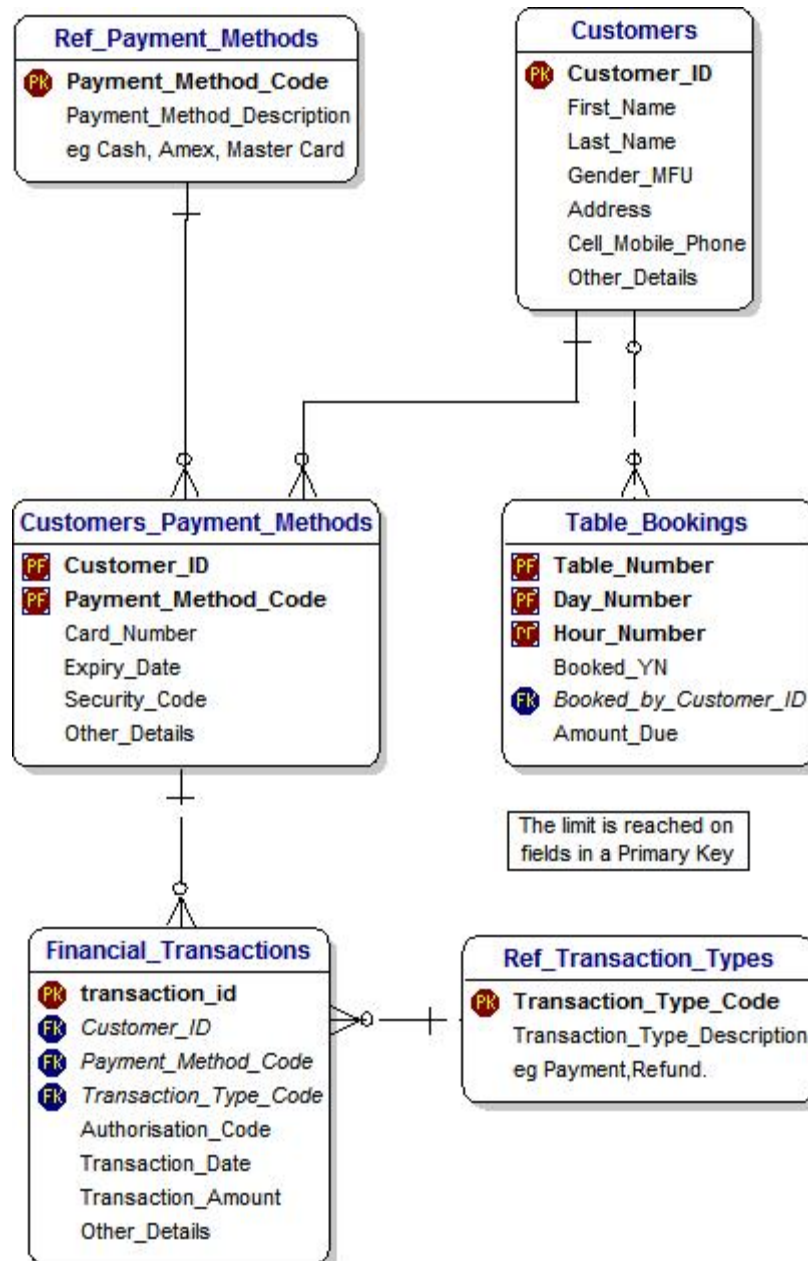 Ref_Payment_Methods
PK Payment_Method_Code
Payment_Method_Description
eg Cash, Amex, Master Card
Customers
PK Customer_ID
First_Name
Last_Name
Gender_MFU
Address
Cell_Mobile_Phone
Other_Details
Customers_Payment_Methods
PF Customer_ID
PF Payment_Method_Code
Card_Number
Expiry_Date
Security_Code
Other_Details
Table_Bookings
PF Table_Number
PF Day_Number
PF Hour_Number
Booked_YN
FK Booked_by_Customer_ID
Amount_Due
The limit is reached on
fields in a Primary Key
Financial_Transactions
PK transaction_id
FK Customer_ID
FK Payment_Method_Code
FK Transaction_Type_Code
Authorisation_Code
Transaction_Date
Transaction_Amount
Other_Details
Ref_Transaction_Types
PK Transaction_Type_Code
Transaction_Type_Description
eg Payment,Refund.